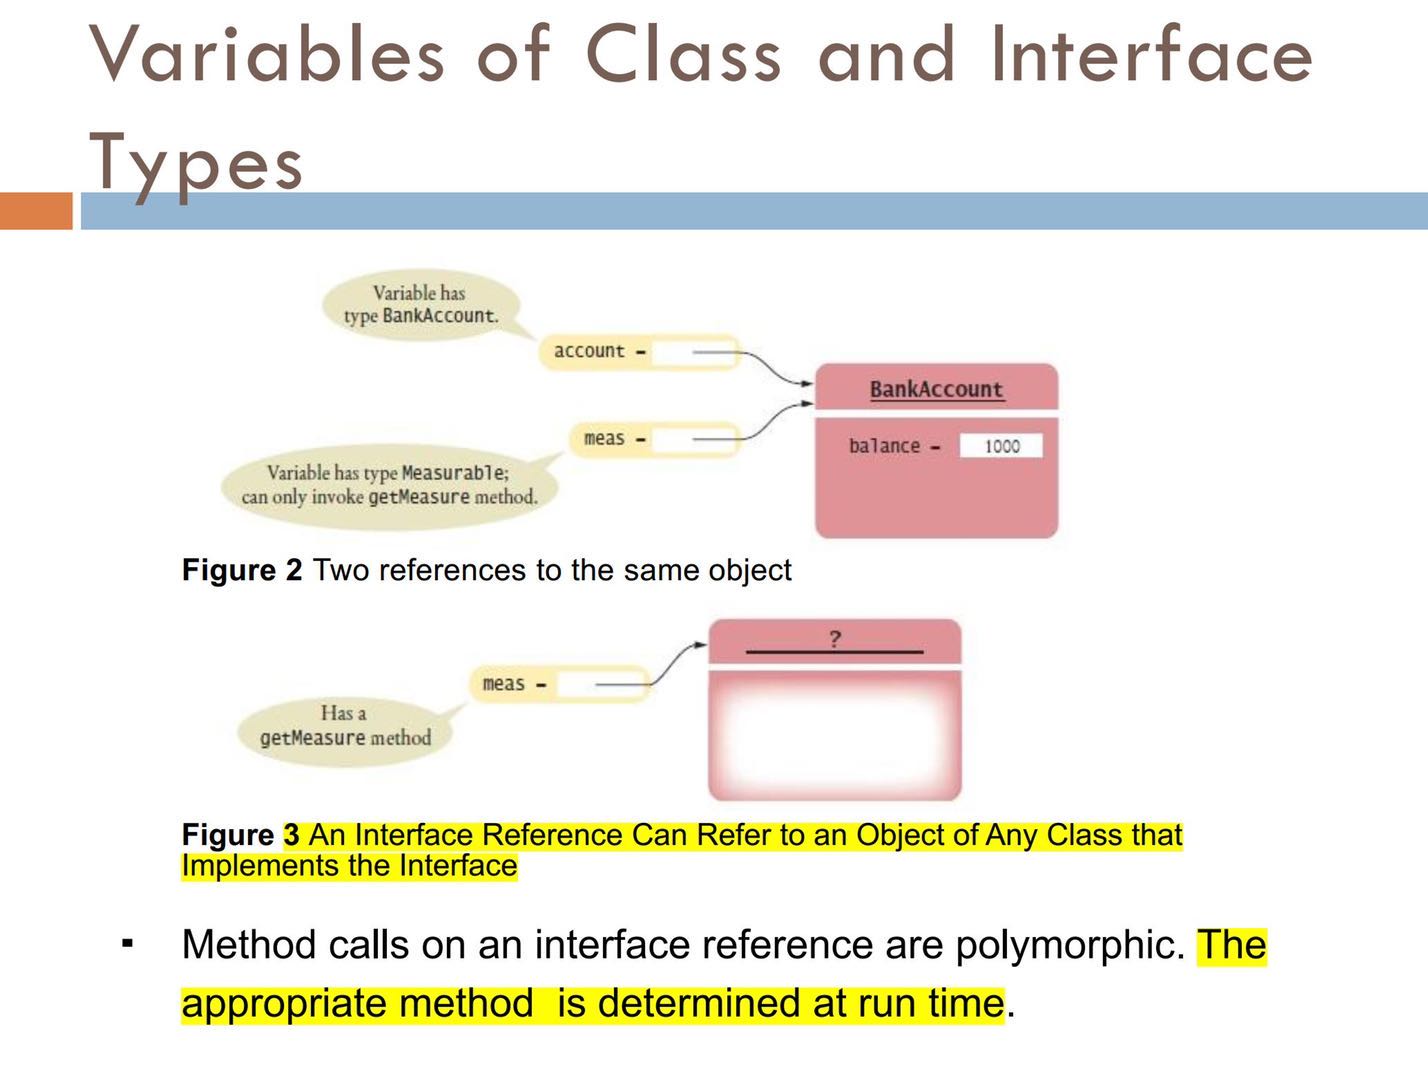 Variables of Class and Interface
Types
Variable has
type BankAccount.
account =
BankAccount
meas =
balance = 1000
Variable has type Measurable;
can only invoke getMeasure method.
Figure 2 Two references to the same object
?
meas =
Has a
getMeasure method
Figure 3 An Interface Reference Can Refer to an Object of Any Class that
Implements the Interface
▪ Method calls on an interface reference are polymorphic. The
appropriate method is determined at run time.